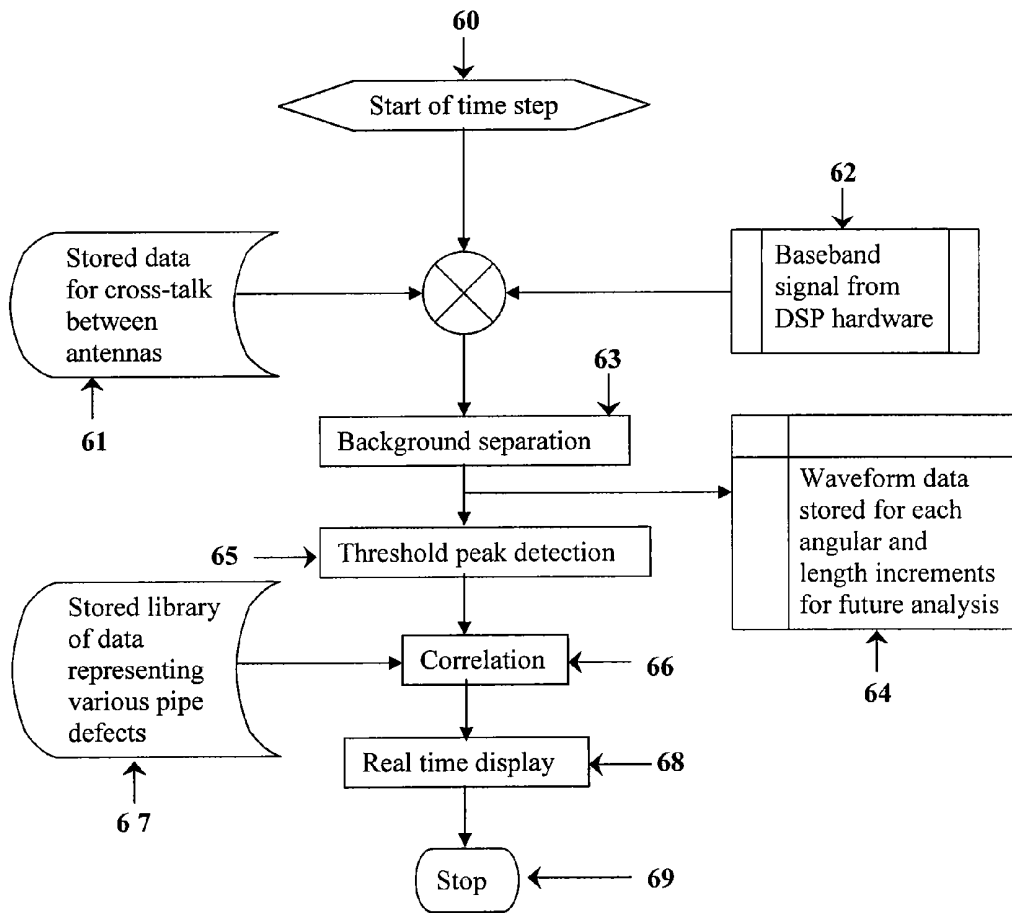 60
Start of time step
62
Stored data
for cross-talk
between
antennas
Baseband
signal from
DSP hardware
61
63
Background separation
Waveform data
stored for each
angular and
length increments
for future analysis
65
Threshold peak detection
64
Stored library
of data
representing
various pipe
defects
Correlation
66
6 7
Real time display
68
Stop
69